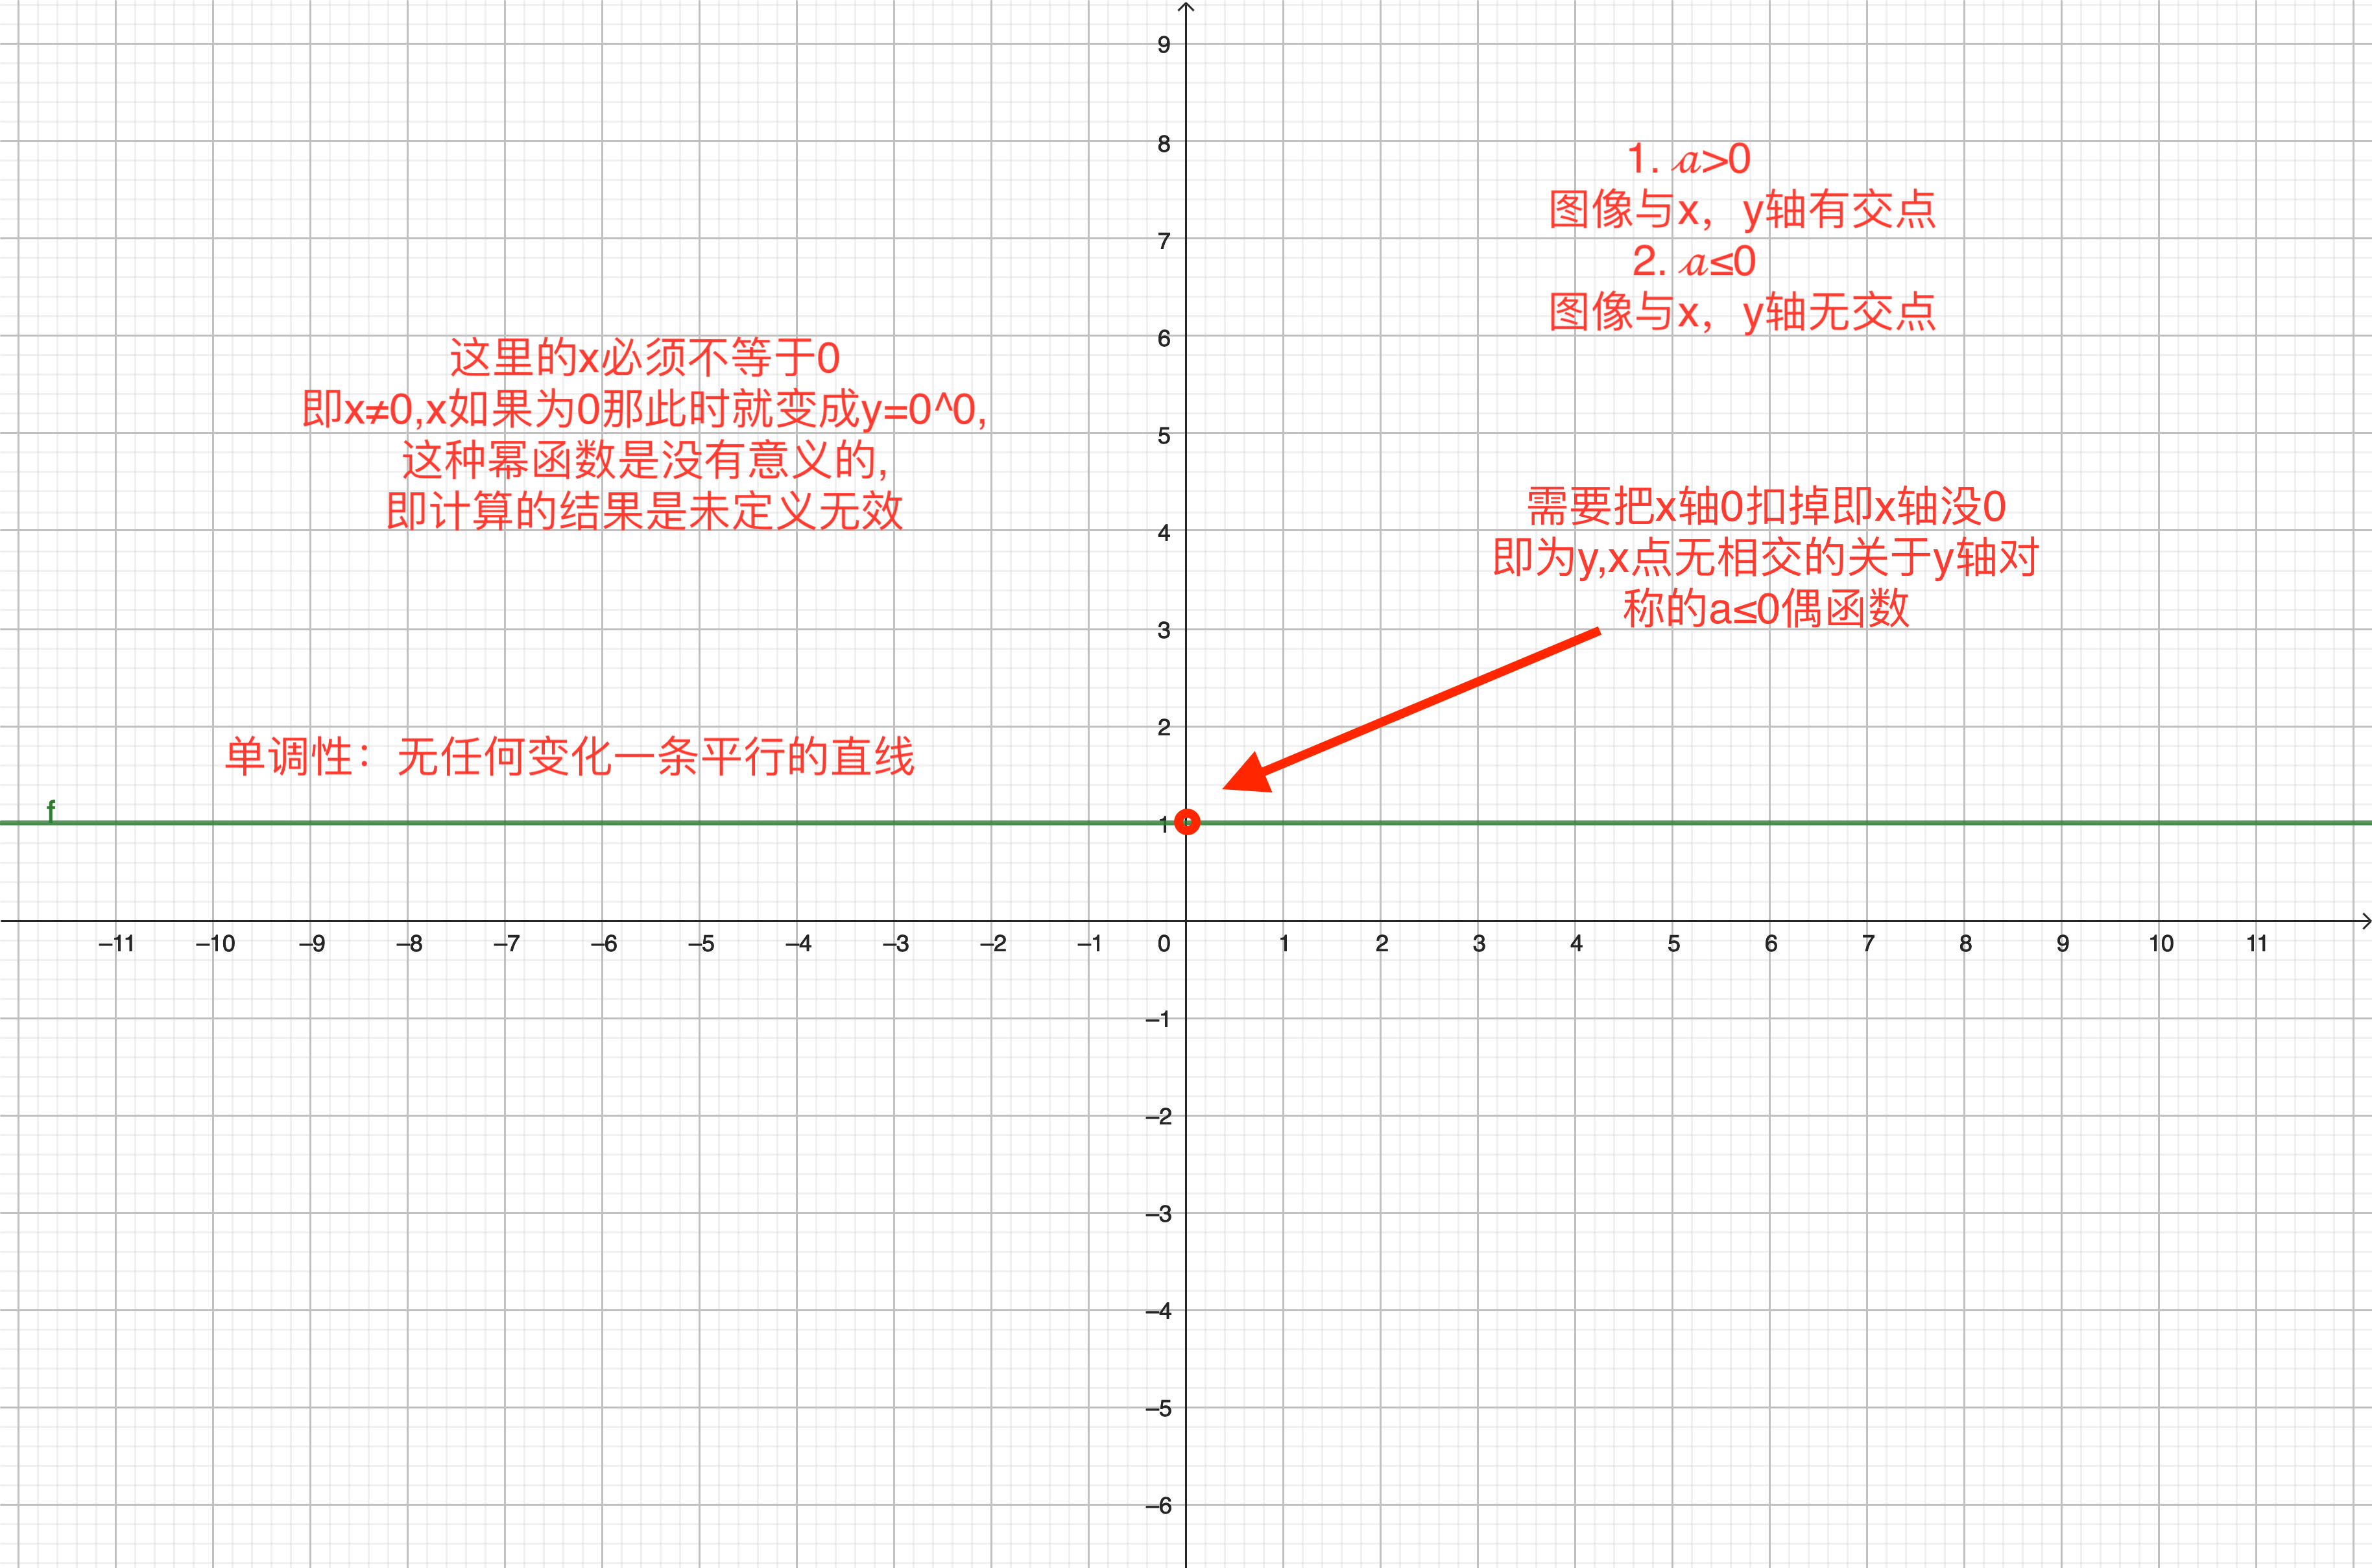 1. a>0
图像与x，y轴有交点
2. a≤0
图像与x，y轴无交点
这里的x必须不等于0
即x≠0,x如果为0那此时就变成y=0^0,
这种幂函数是没有意义的,
即计算的结果是未定义无效
需要把x轴0扣掉即x轴没0
即为y,x点无相交的关于y轴对
称的a≤0偶函数
单调性：无任何变化一条平行的直线
f
9
8
7
6
5
4
3
2
1
–11 –10 –9 –8 –7 –6 –5 –4 –3 –2 –1 0 1 2 3 4 5 6 7 8 9 10 11
–1
–2
–3
–4
–5
–6